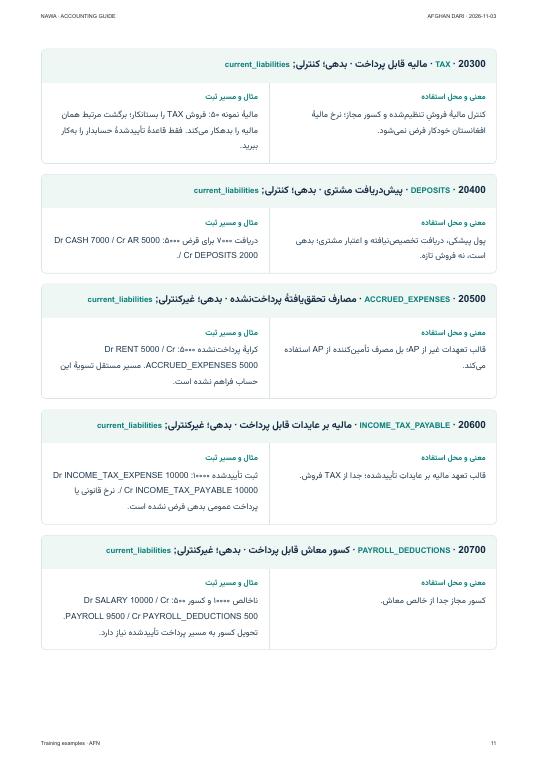 NAWA · ACCOUNTING GUIDE
AFGHAN DARI · 2026-11-03
20300 · TAX · مالیه قابل پرداخت · بدهی؛ کنترلی; current_liabilities
معنی و محل استفاده
کنترل مالیهٔ فروشِ تنظیم‌شده و کسور مجاز؛ نرخ مالیهٔ
افغانستان خودکار فرض نمی‌شود.
مثال و مسیر ثبت
مالیهٔ نمونه ۵۰: فروش TAX را بستانکار؛ برگشت مرتبط همان
مالیه را بدهکار می‌کند. فقط قاعدهٔ تأییدشدهٔ حسابدار را به‌کار
ببرید.
20400 · DEPOSITS · پیش‌دریافت مشتری · بدهی؛ کنترلی; current_liabilities
معنی و محل استفاده
پول پیشکی، دریافت تخصیص‌نیافته و اعتبار مشتری؛ بدهی
است، نه فروش تازه.
مثال و مسیر ثبت
دریافت ۷۰۰۰ برای قرض ۵۰۰۰: Dr CASH 7000 / Cr AR 5000
/ Cr DEPOSITS 2000.
20500 · ACCRUED_EXPENSES · مصارف تحقق‌یافتهٔ پرداخت‌نشده · بدهی؛ غیرکنترلی; current_liabilities
معنی و محل استفاده
قالب تعهدات غیر از AP؛ بل مصرف تأمین‌کننده از AP استفاده
می‌کند.
مثال و مسیر ثبت
کرایهٔ پرداخت‌نشده ۵۰۰۰: Dr RENT 5000 / Cr
ACCRUED_EXPENSES 5000. مسیر مستقل تسویهٔ این
حساب فراهم نشده است.
20600 · INCOME_TAX_PAYABLE · مالیه بر عایدات قابل پرداخت · بدهی؛ غیرکنترلی; current_liabilities
معنی و محل استفاده
قالب تعهد مالیه بر عایداتِ تأییدشده؛ جدا از TAX فروش.
مثال و مسیر ثبت
ثبت تأییدشده ۱۰۰۰۰: Dr INCOME_TAX_EXPENSE 10000
/ Cr INCOME_TAX_PAYABLE 10000. نرخ قانونی یا
پرداخت عمومی بدهی فرض نشده است.
20700 · PAYROLL_DEDUCTIONS · کسور معاش قابل پرداخت · بدهی؛ غیرکنترلی; current_liabilities
معنی و محل استفاده
کسور مجاز جدا از خالص معاش.
مثال و مسیر ثبت
ناخالص ۱۰۰۰۰ و کسور ۵۰۰: Dr SALARY 10000 / Cr
PAYROLL 9500 / Cr PAYROLL_DEDUCTIONS 500.
تحویل کسور به مسیر پرداخت تأییدشده نیاز دارد.
Training examples · AFN
11